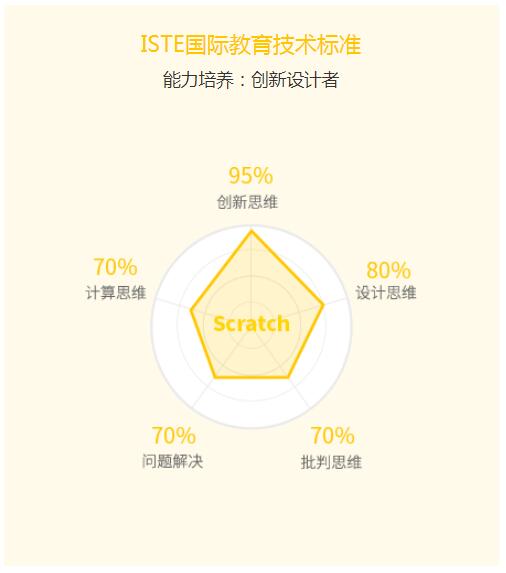 ISTE国际教育技术标准
能力培养：创新设计者
95%
创新思维
70%
计算思维
80%
设计思维
Scratch
70%
问题解决
70%
批判思维